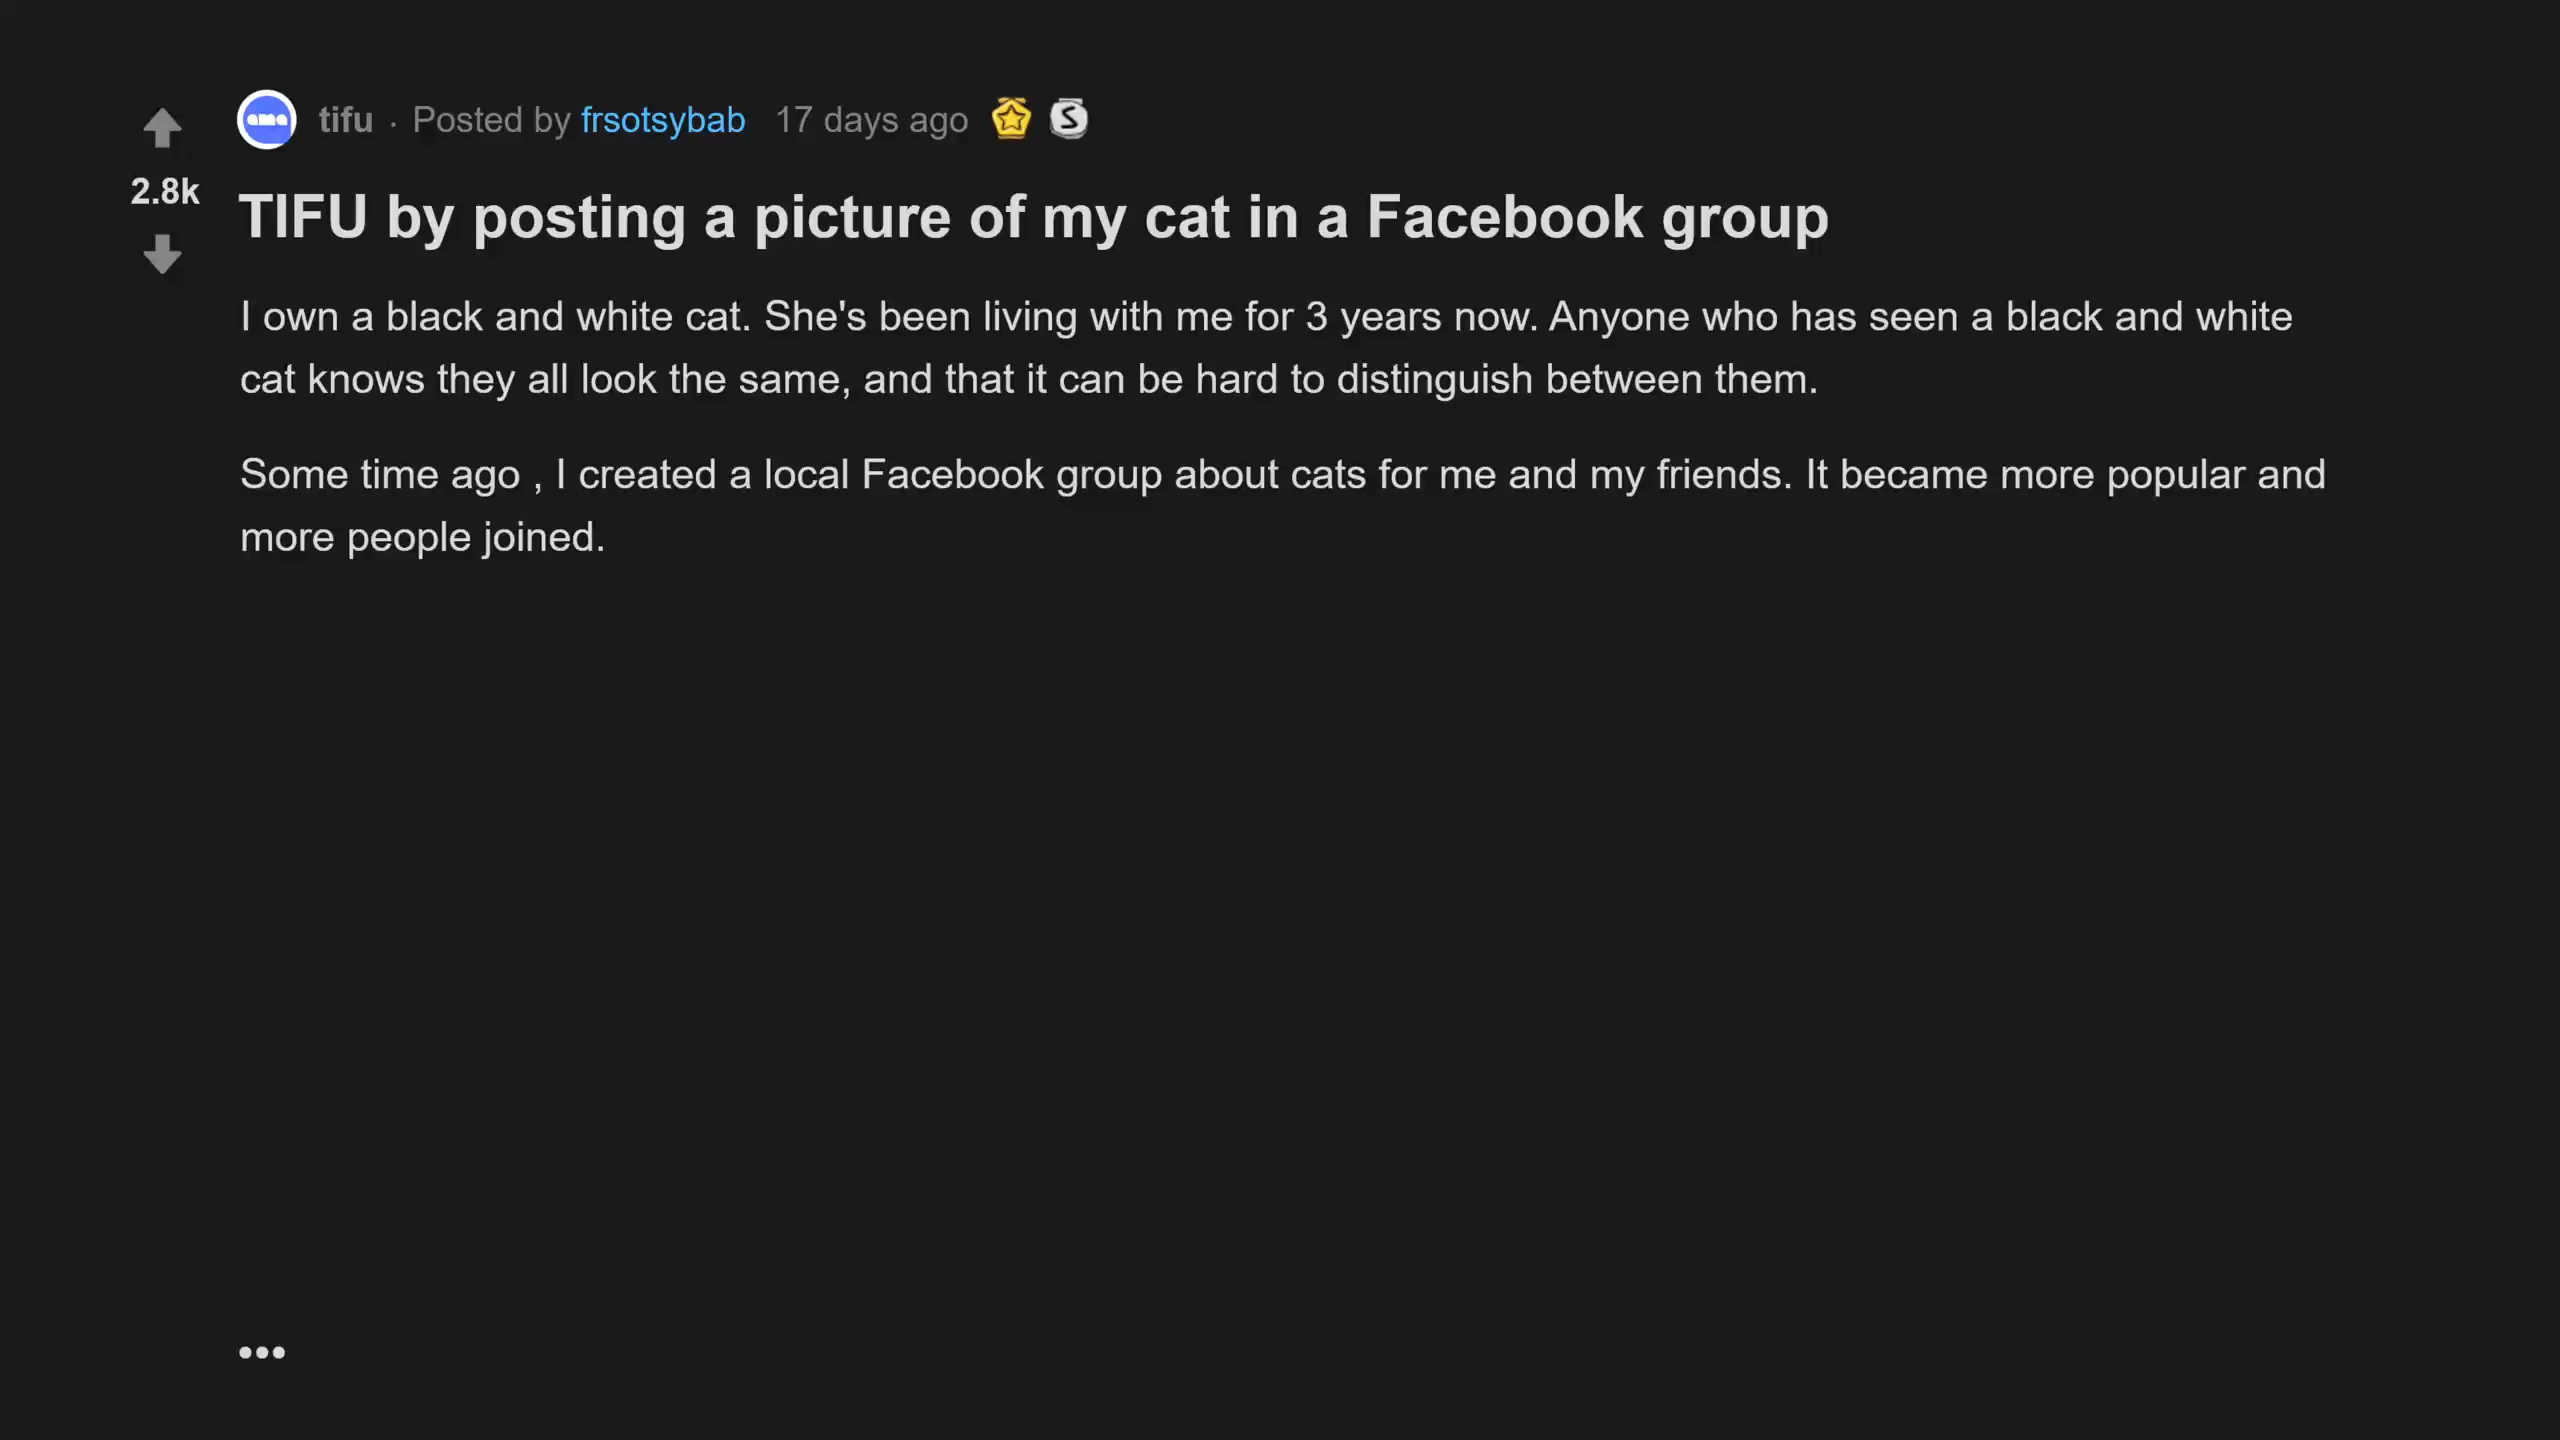 tifu · Posted by frsotsybab 17 days ago
2.8k
TIFU by posting a picture of my cat in a Facebook group
I own a black and white cat. She's been living with me for 3 years now. Anyone who has seen a black and white
cat knows they all look the same, and that it can be hard to distinguish between them.
Some time ago , I created a local Facebook group about cats for me and my friends. It became more popular and
more people joined.
•••